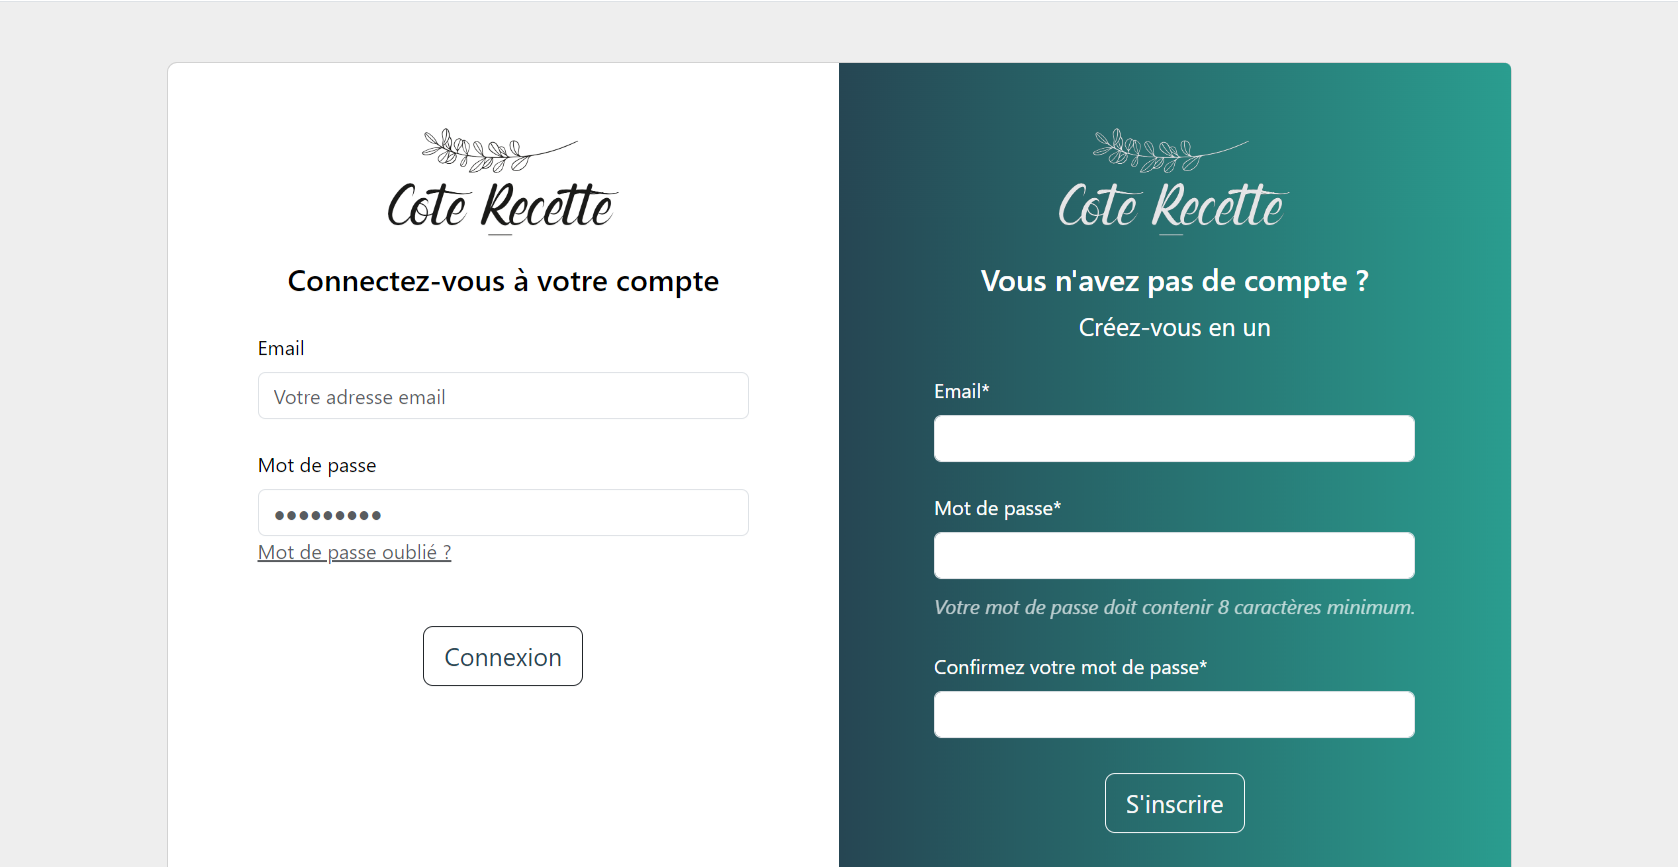 Cote Recette
Connectez-vous à votre compte
Email
Votre adresse email
Mot de passe
●●●●●●●●●
Mot de passe oublié ?
Connexion
Cote Recette
Vous n'avez pas de compte ?
Créez-vous en un
Email*
Mot de passe*
Votre mot de passe doit contenir 8 caractères minimum.
Confirmez votre mot de passe*
S'inscrire